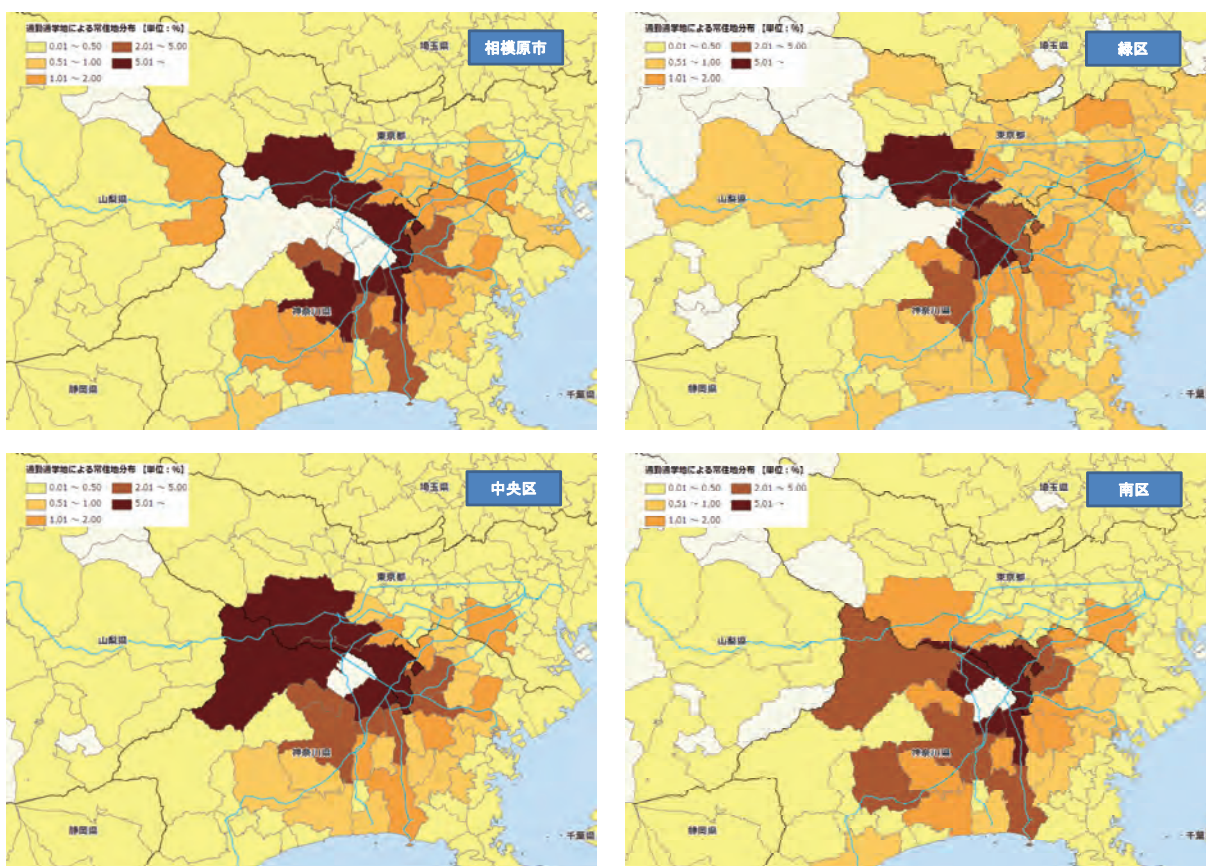 通勤通学地による常住地分布 【単位:%】
0.01 ~ 0.50
2.01 ~ 5.00
0.51 ~ 1.00
5.01 ~
1.01 ~ 2.00
相模原市
埼玉県
東京都
山梨県
神奈川県
静岡県
千葉県
通勤通学地による常住地分布 【単位:%】
0.01 ~ 0.50
2.01 ~ 5.00
0.51 ~ 1.00
5.01 ~
1.01 ~ 2.00
緑区
埼玉県
東京都
山梨県
神奈川県
静岡県
千葉県
通勤通学地による常住地分布 【単位:%】
0.01 ~ 0.50
2.01 ~ 5.00
0.51 ~ 1.00
5.01 ~
1.01 ~ 2.00
中央区
埼玉県
東京都
山梨県
神奈川県
静岡県
千葉県
通勤通学地による常住地分布 【単位:%】
0.01 ~ 0.50
2.01 ~ 5.00
0.51 ~ 1.00
5.01 ~
1.01 ~ 2.00
南区
埼玉県
東京都
山梨県
神奈川県
静岡県
千葉県